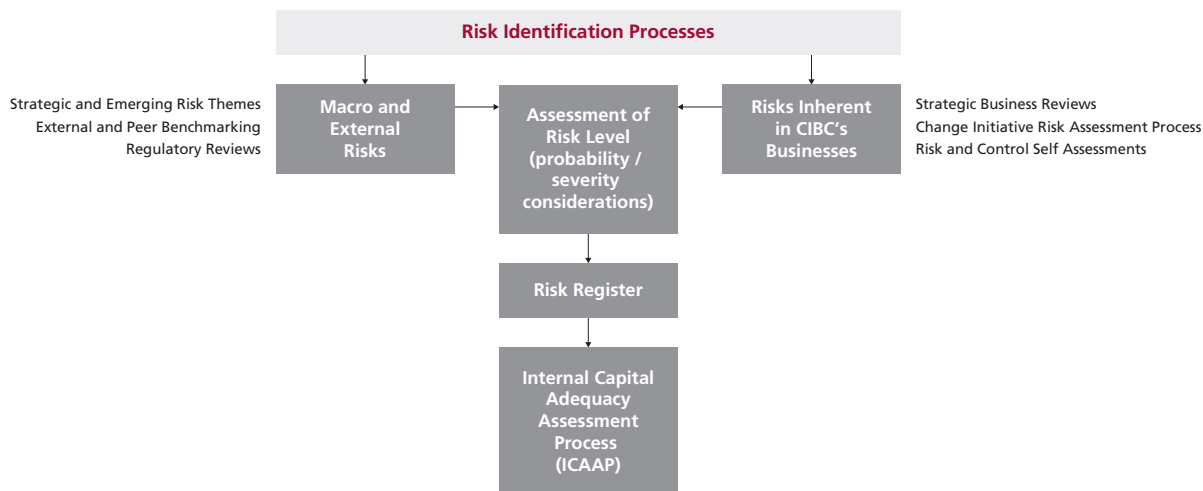 Risk Identification Processes
Strategic and Emerging Risk Themes
External and Peer Benchmarking
Regulatory Reviews
Macro and
External
Risks
Assessment of
Risk Level
(probability /
severity
considerations)
Risks Inherent
in CIBC’s
Businesses
Strategic Business Reviews
Change Initiative Risk Assessment Process
Risk and Control Self Assessments
Risk Register
Internal Capital
Adequacy
Assessment
Process
(ICAAP)